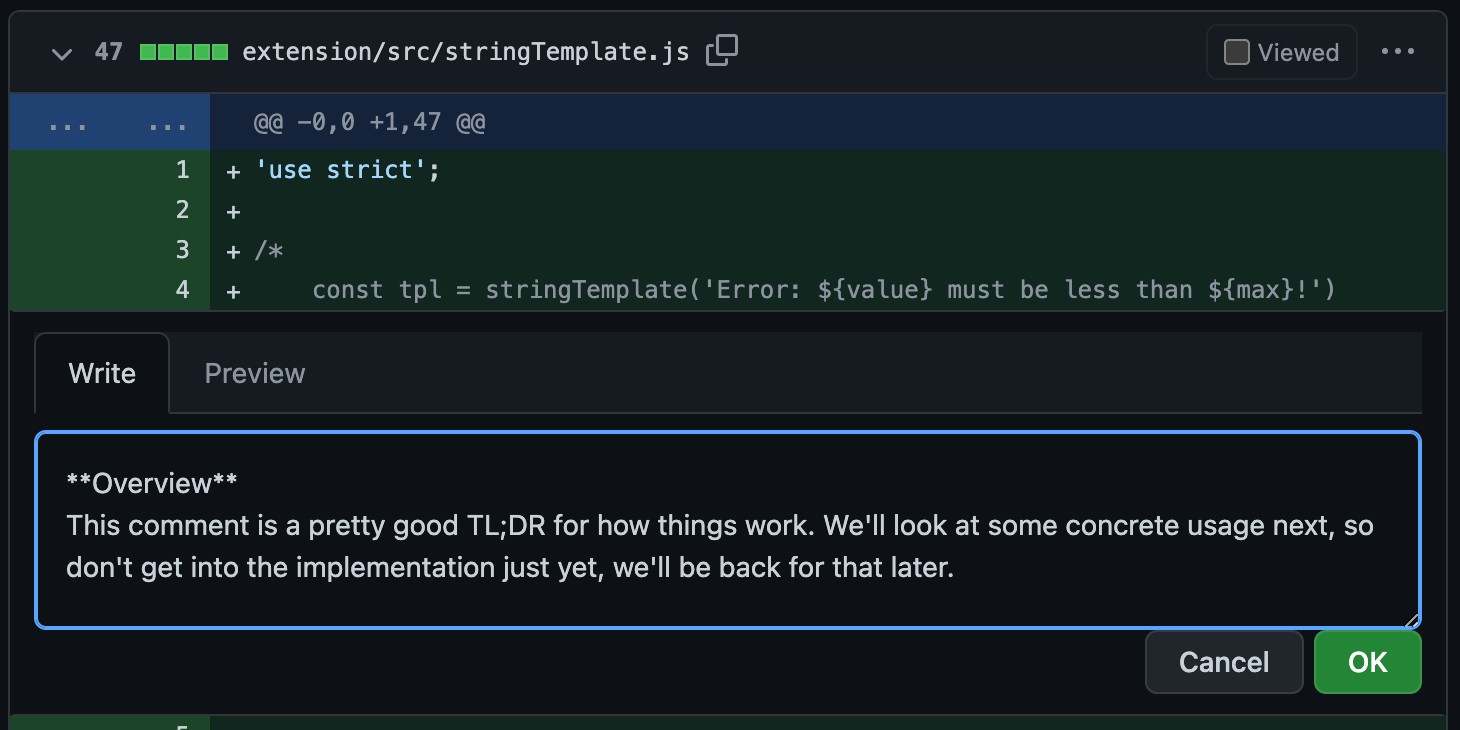 47 extension/src/stringTemplate.js Viewed ...
... ... @@ -0,0 +1,47 @@
1 + 'use strict';
2 +
3 + /*
4 + const tpl = stringTemplate('Error: ${value} must be less than ${max}!')
Write Preview
**Overview**
This comment is a pretty good TL;DR for how things work. We'll look at some concrete usage next, so
don't get into the implementation just yet, we'll be back for that later.
Cancel OK